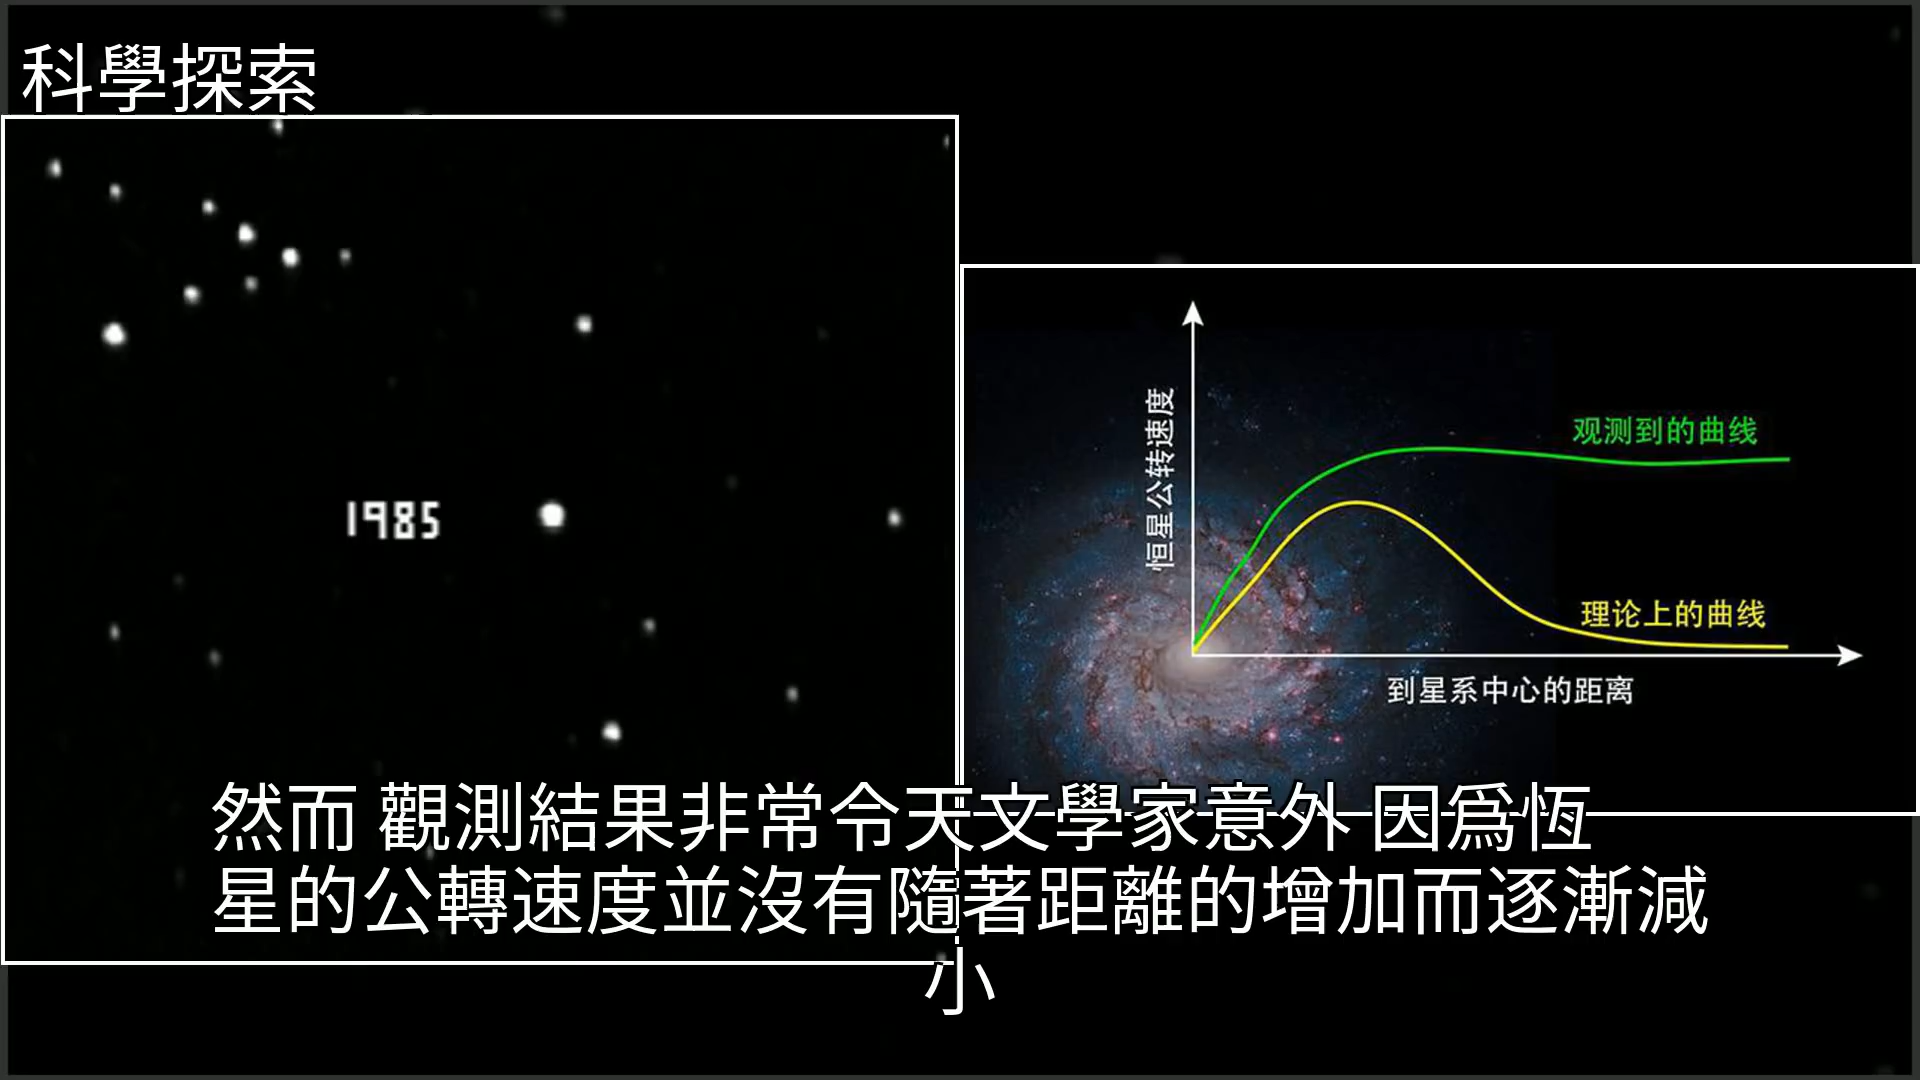 科學探索
1985
恒星公转速度
观测到的曲线
理论上的曲线
到星系中心的距离
然而 觀測結果非常令天文學家意外 因爲恆
星的公轉速度並沒有隨著距離的增加而逐漸減
小